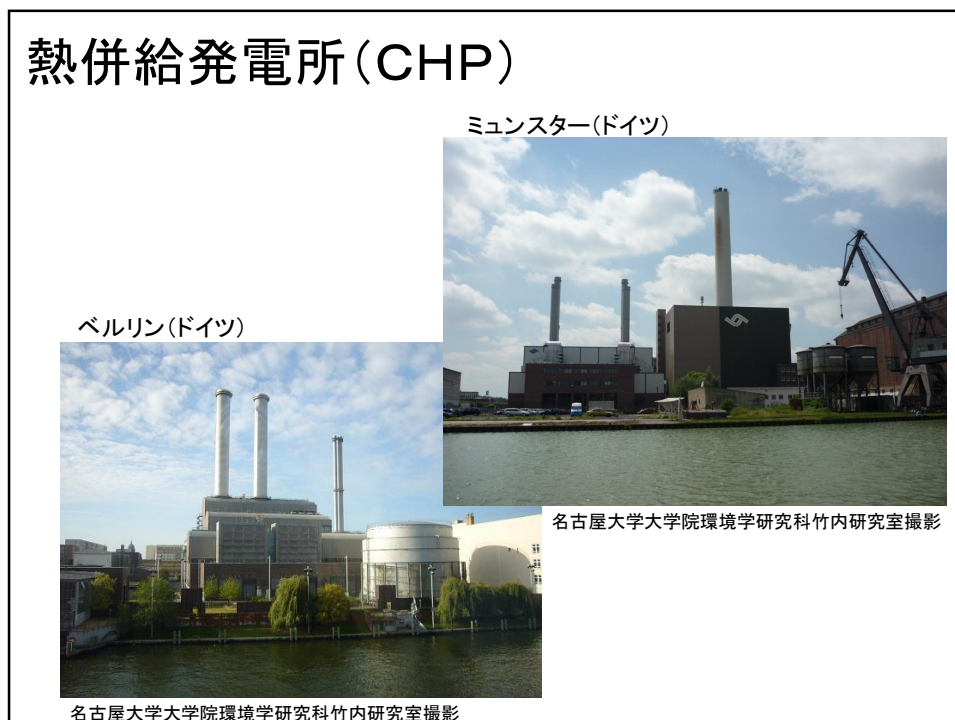 熱併給発電所(CHP)
ミュンスター(ドイツ)
ベルリン(ドイツ)
名古屋大学大学院環境学研究科竹内研究室撮影
名古屋大学大学院環境学研究科竹内研究室撮影